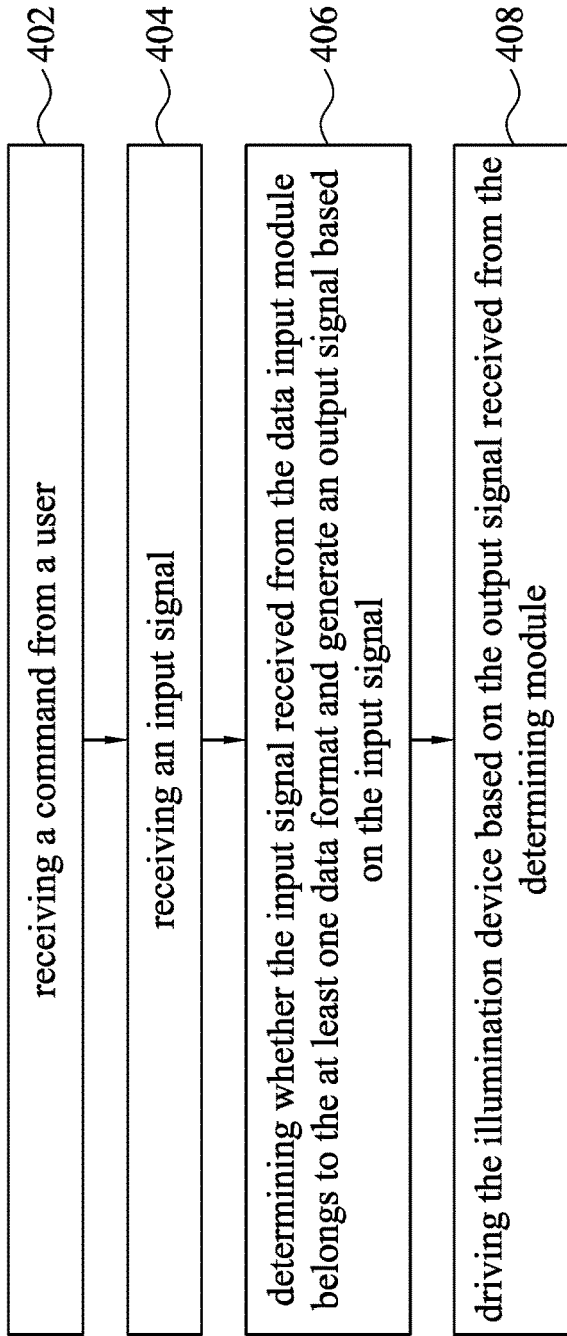 receiving a command from a user
402
receiving an input signal
404
determining whether the input signal received from the data input module
belongs to the at least one data format and generate an output signal based
on the input signal
406
driving the illumination device based on the output signal received from the
determining module
408